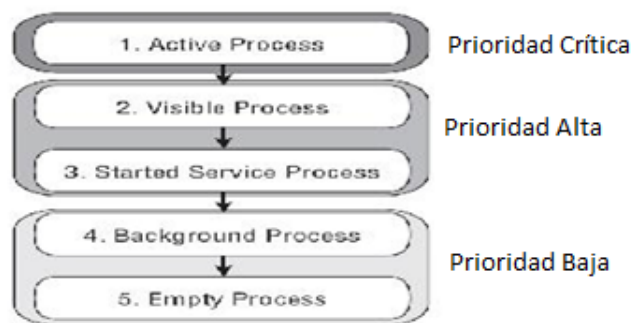 1. Active Process
Prioridad Crítica
2. Visible Process
Prioridad Alta
3. Started Service Process
4. Background Process
Prioridad Baja
5. Empty Process